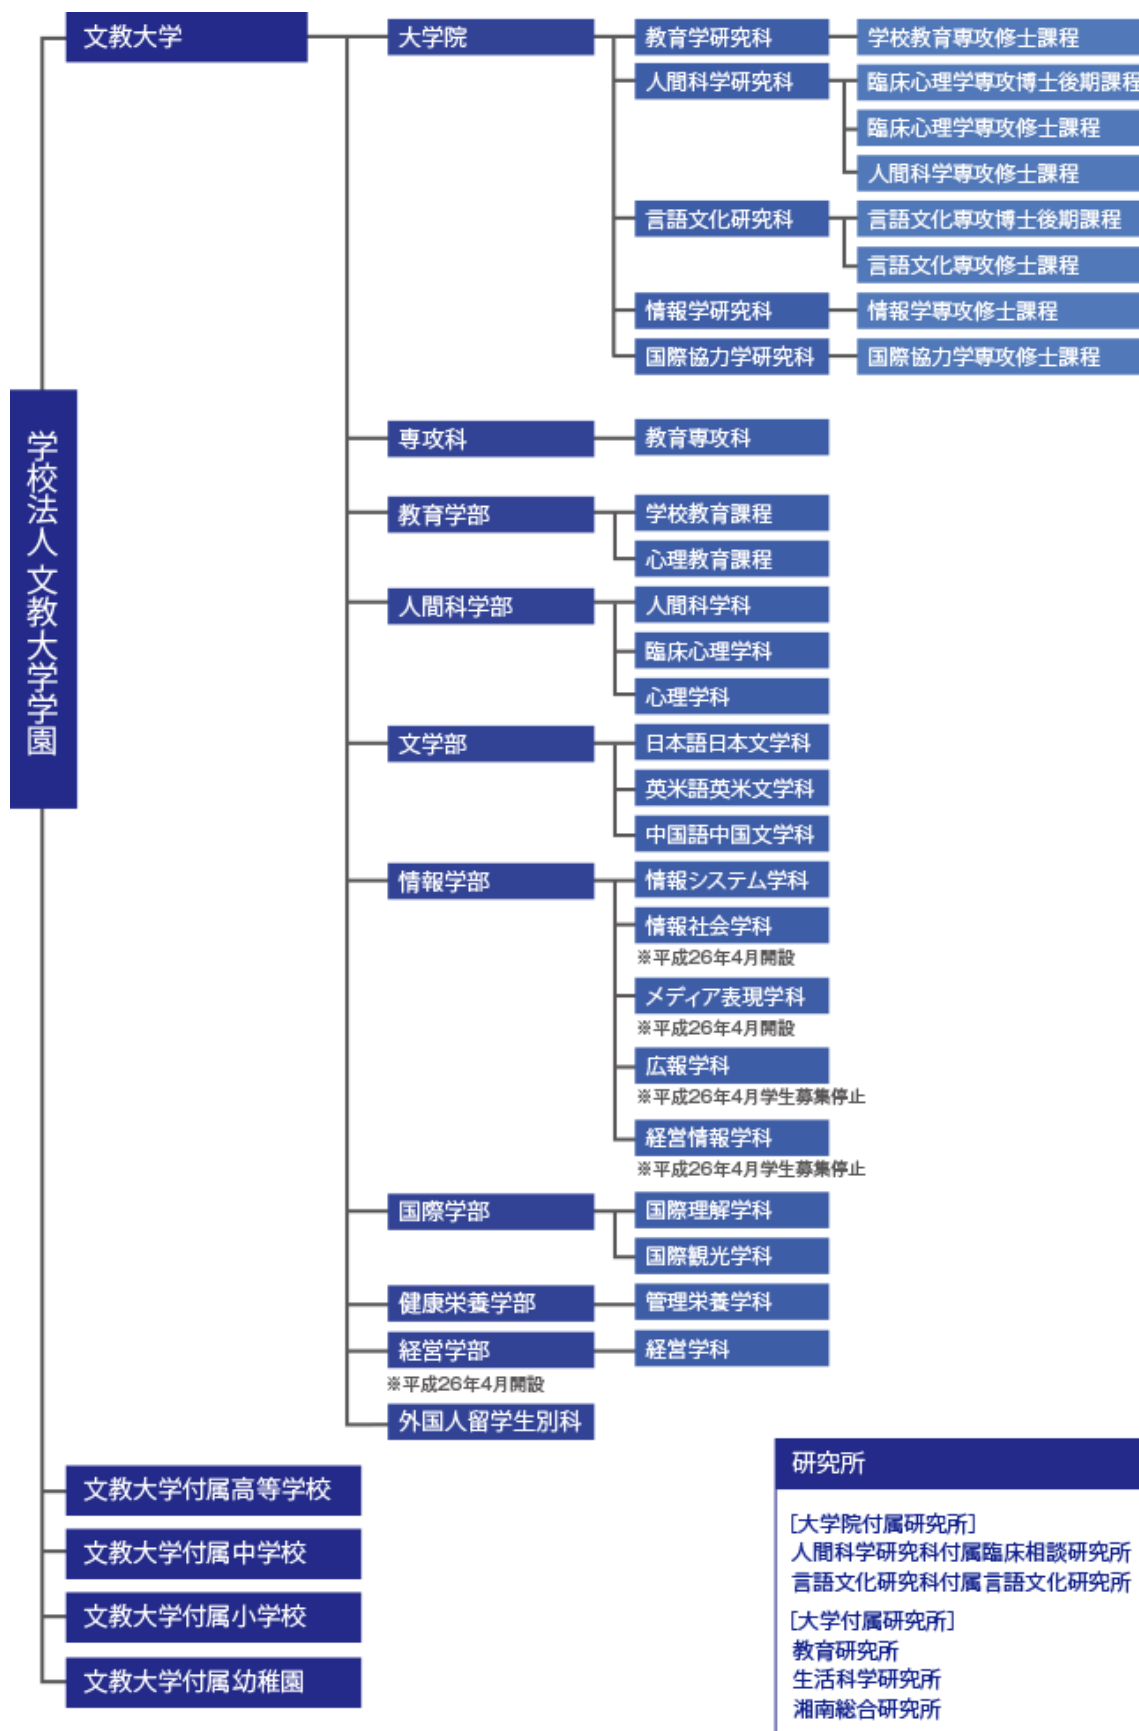 学校法人 文教大学学園
文教大学
大学院
教育学研究科
学校教育専攻修士課程
人間科学研究科
臨床心理学専攻博士後期課程
臨床心理学専攻修士課程
人間科学専攻修士課程
言語文化研究科
言語文化専攻博士後期課程
言語文化専攻修士課程
情報学研究科
情報学専攻修士課程
国際協力学研究科
国際協力学専攻修士課程
専攻科
教育専攻科
教育学部
学校教育課程
心理教育課程
人間科学部
人間科学科
臨床心理学科
心理学科
文学部
日本語日本文学科
英米語英米文学科
中国語中国文学科
情報学部
情報システム学科
情報社会学科
※平成26年4月開設
メディア表現学科
※平成26年4月開設
広報学科
※平成26年4月学生募集停止
経営情報学科
※平成26年4月学生募集停止
国際学部
国際理解学科
国際観光学科
健康栄養学部
管理栄養学科
経営学部
※平成26年4月開設
経営学科
外国人留学生別科
文教大学付属高等学校
文教大学付属中学校
文教大学付属小学校
文教大学付属幼稚園
研究所
[大学院付属研究所]
人間科学研究科付属臨床相談研究所
言語文化研究科付属言語文化研究所
[大学付属研究所]
教育研究所
生活科学研究所
湘南総合研究所